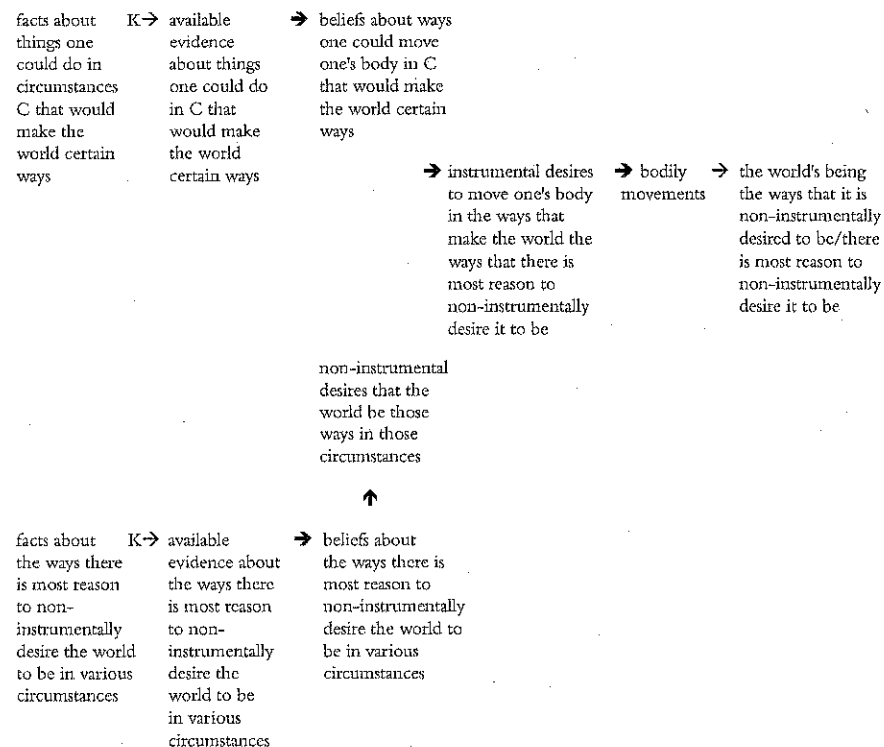 facts about K→
things one
could do in
circumstances
C that would
make the
world certain
ways
available
evidence
about things
one could do
in C that
would make
the world
certain ways
→ beliefs about ways
one could move
one's body in C
that would make
the world certain
ways
→ instrumental desires
to move one's body
in the ways that
make the world the
ways that there is
most reason to
non-instrumentally
desire it to be
→ bodily
movements
→ the world's being
the ways that it is
non-instrumentally
desired to be/there
is most reason to
non-instrumentally
desire it to be
non-instrumental
desires that the
world be those
ways in those
circumstances
↑
facts about K→
the ways there
is most reason
to non-
instrumentally
desire the world
to be in various
circumstances
available
evidence about
the ways there
is most reason
to non-
instrumentally
desire the
world to be
in various
circumstances
→ beliefs about
the ways there is
most reason to
non-instrumentally
desire the world to
be in various
circumstances